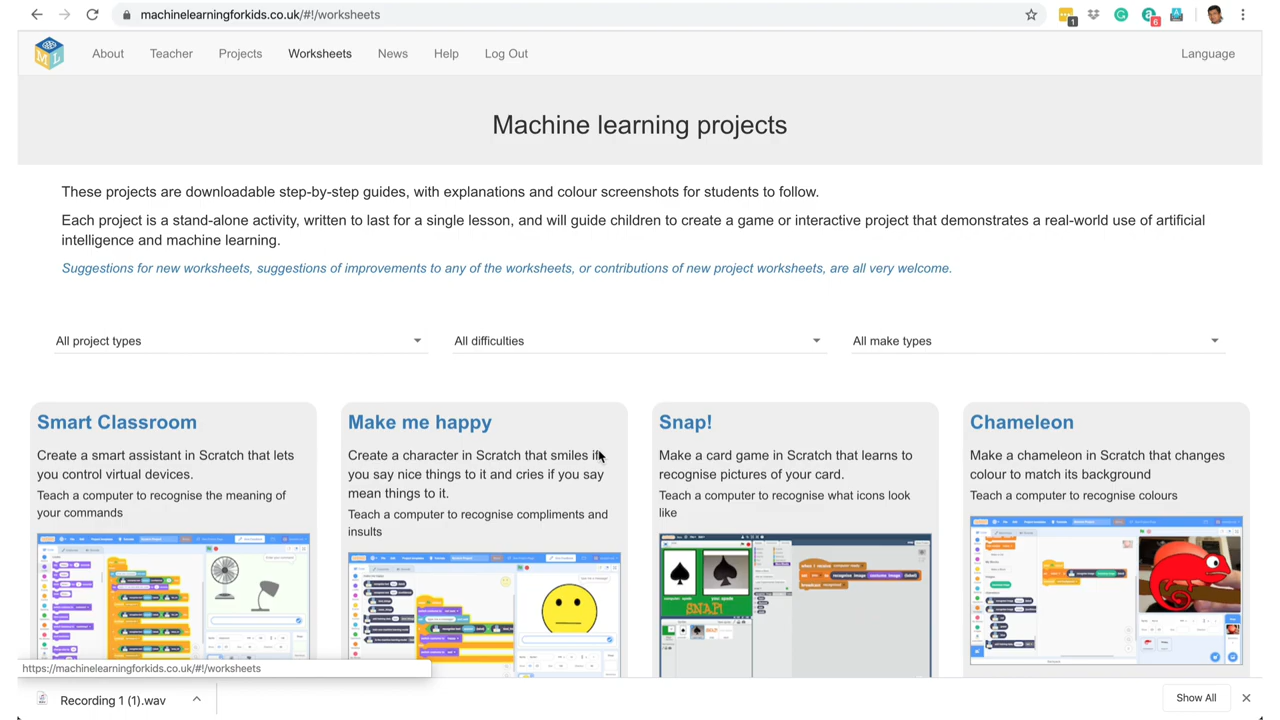 machinelearningforkids.co.uk/#!/worksheets
1
6
About
Teacher
Projects
Worksheets
News
Help
Log Out
Language
Machine learning projects
These projects are downloadable step-by-step guides, with explanations and colour screenshots for students to follow.
Each project is a stand-alone activity, written to last for a single lesson, and will guide children to create a game or interactive project that demonstrates a real-world use of artificial
intelligence and machine learning.
Suggestions for new worksheets, suggestions of improvements to any of the worksheets, or contributions of new project worksheets, are all very welcome.
All project types
All difficulties
All make types
Smart Classroom
Create a smart assistant in Scratch that lets
you control virtual devices.
Teach a computer to recognise the meaning of
your commands
Make me happy
Create a character in Scratch that smiles if
you say nice things to it and cries if you say
mean things to it.
Teach a computer to recognise compliments and
insults
Snap!
Make a card game in Scratch that learns to
recognise pictures of your card.
Teach a computer to recognise what icons look
like
SNAP!
Chameleon
Make a chameleon in Scratch that changes
colour to match its background
Teach a computer to recognise colours
https://machinelearningforkids.co.uk/#!/worksheets
Recording 1 (1).wav
Show All